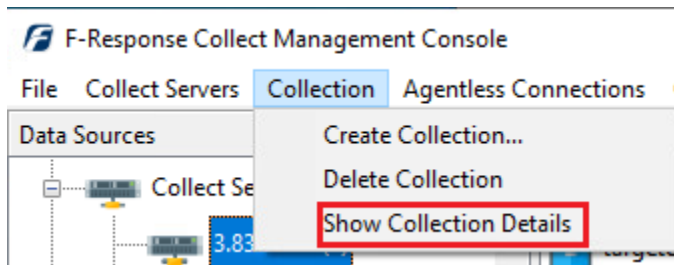 F-Response Collect Management Console
File Collect Servers Collection Agentless Connections
Data Sources
Create Collection...
Collect Se
Delete Collection
Show Collection Details
3.83